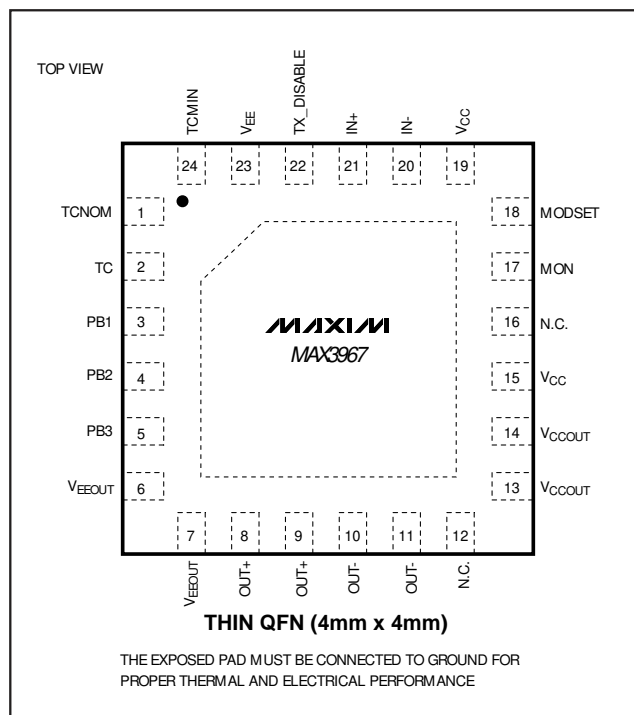 TOP VIEW
TCMIN
VEE
TX_DISABLE
IN+
IN-
VCC
24 23 22 21 20 19
TCNOM 1
TC 2
PB1 3
PB2 4
PB3 5
VEEOUT 6
18 MODSET
17 MON
16 N.C.
15 VCC
14 VCCOUT
13 VCCOUT
MAXIM
MAX3967
7 8 9 10 11 12
VEEOUT
OUT+
OUT+
OUT-
OUT-
N.C.
THIN QFN (4mm x 4mm)
THE EXPOSED PAD MUST BE CONNECTED TO GROUND FOR
PROPER THERMAL AND ELECTRICAL PERFORMANCE